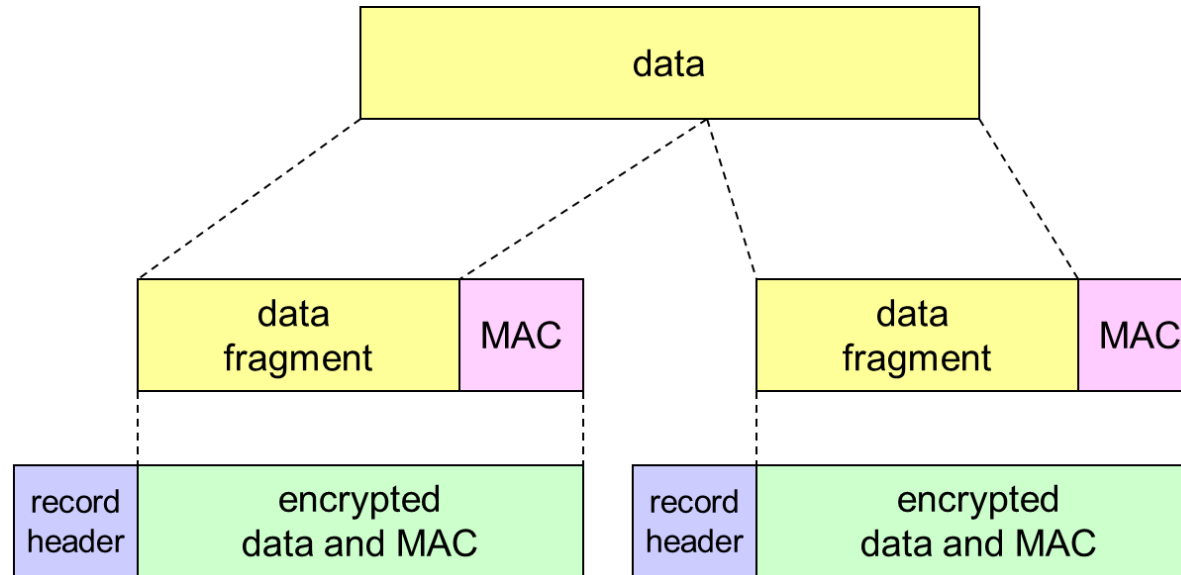 data
data
fragment
MAC
data
fragment
MAC
record
header
encrypted
data and MAC
record
header
encrypted
data and MAC